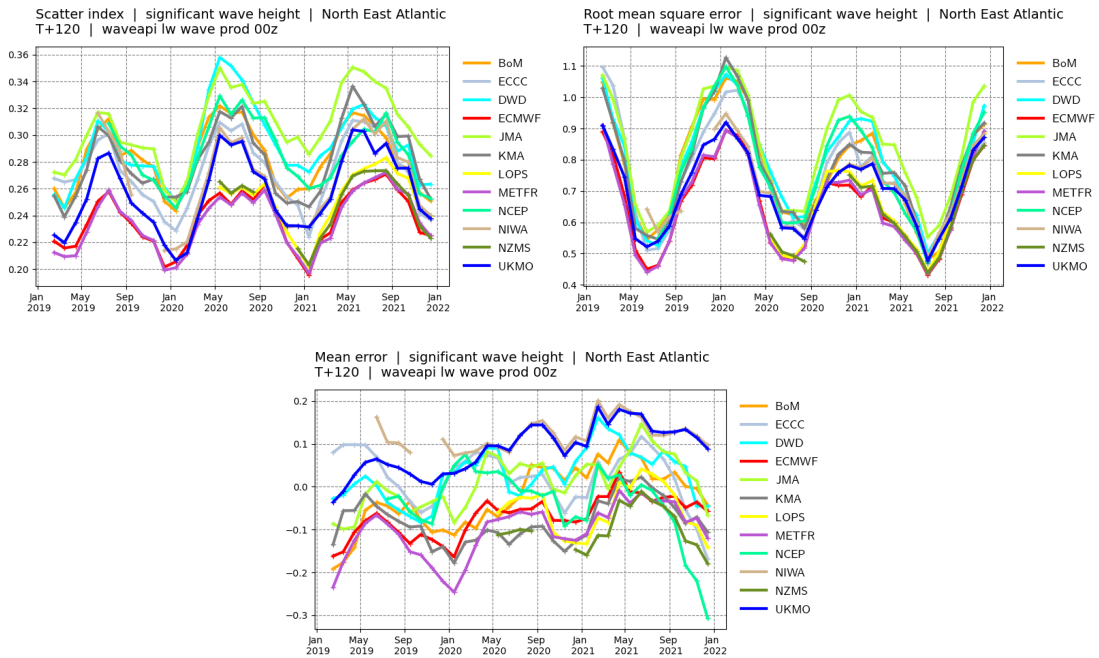 Scatter index | significant wave height | North East Atlantic
T+120 | waveapi lw wave prod 00z
0.36
0.34
0.32
0.30
0.28
0.26
0.24
0.22
0.20
Jan 2019
May 2019
Sep 2019
Jan 2020
May 2020
Sep 2020
Jan 2021
May 2021
Sep 2021
Jan 2022
BoM
ECCC
DWD
ECMWF
JMA
KMA
LOPS
METFR
NCEP
NIWA
NZMS
UKMO
Root mean square error | significant wave height | North East Atlantic
T+120 | waveapi lw wave prod 00z
1.1
1.0
0.9
0.8
0.7
0.6
0.5
0.4
Jan 2019
May 2019
Sep 2019
Jan 2020
May 2020
Sep 2020
Jan 2021
May 2021
Sep 2021
Jan 2022
BoM
ECCC
DWD
ECMWF
JMA
KMA
LOPS
METFR
NCEP
NIWA
NZMS
UKMO
Mean error | significant wave height | North East Atlantic
T+120 | waveapi lw wave prod 00z
0.2
0.1
0.0
−0.1
−0.2
−0.3
Jan 2019
May 2019
Sep 2019
Jan 2020
May 2020
Sep 2020
Jan 2021
May 2021
Sep 2021
Jan 2022
BoM
ECCC
DWD
ECMWF
JMA
KMA
LOPS
METFR
NCEP
NIWA
NZMS
UKMO